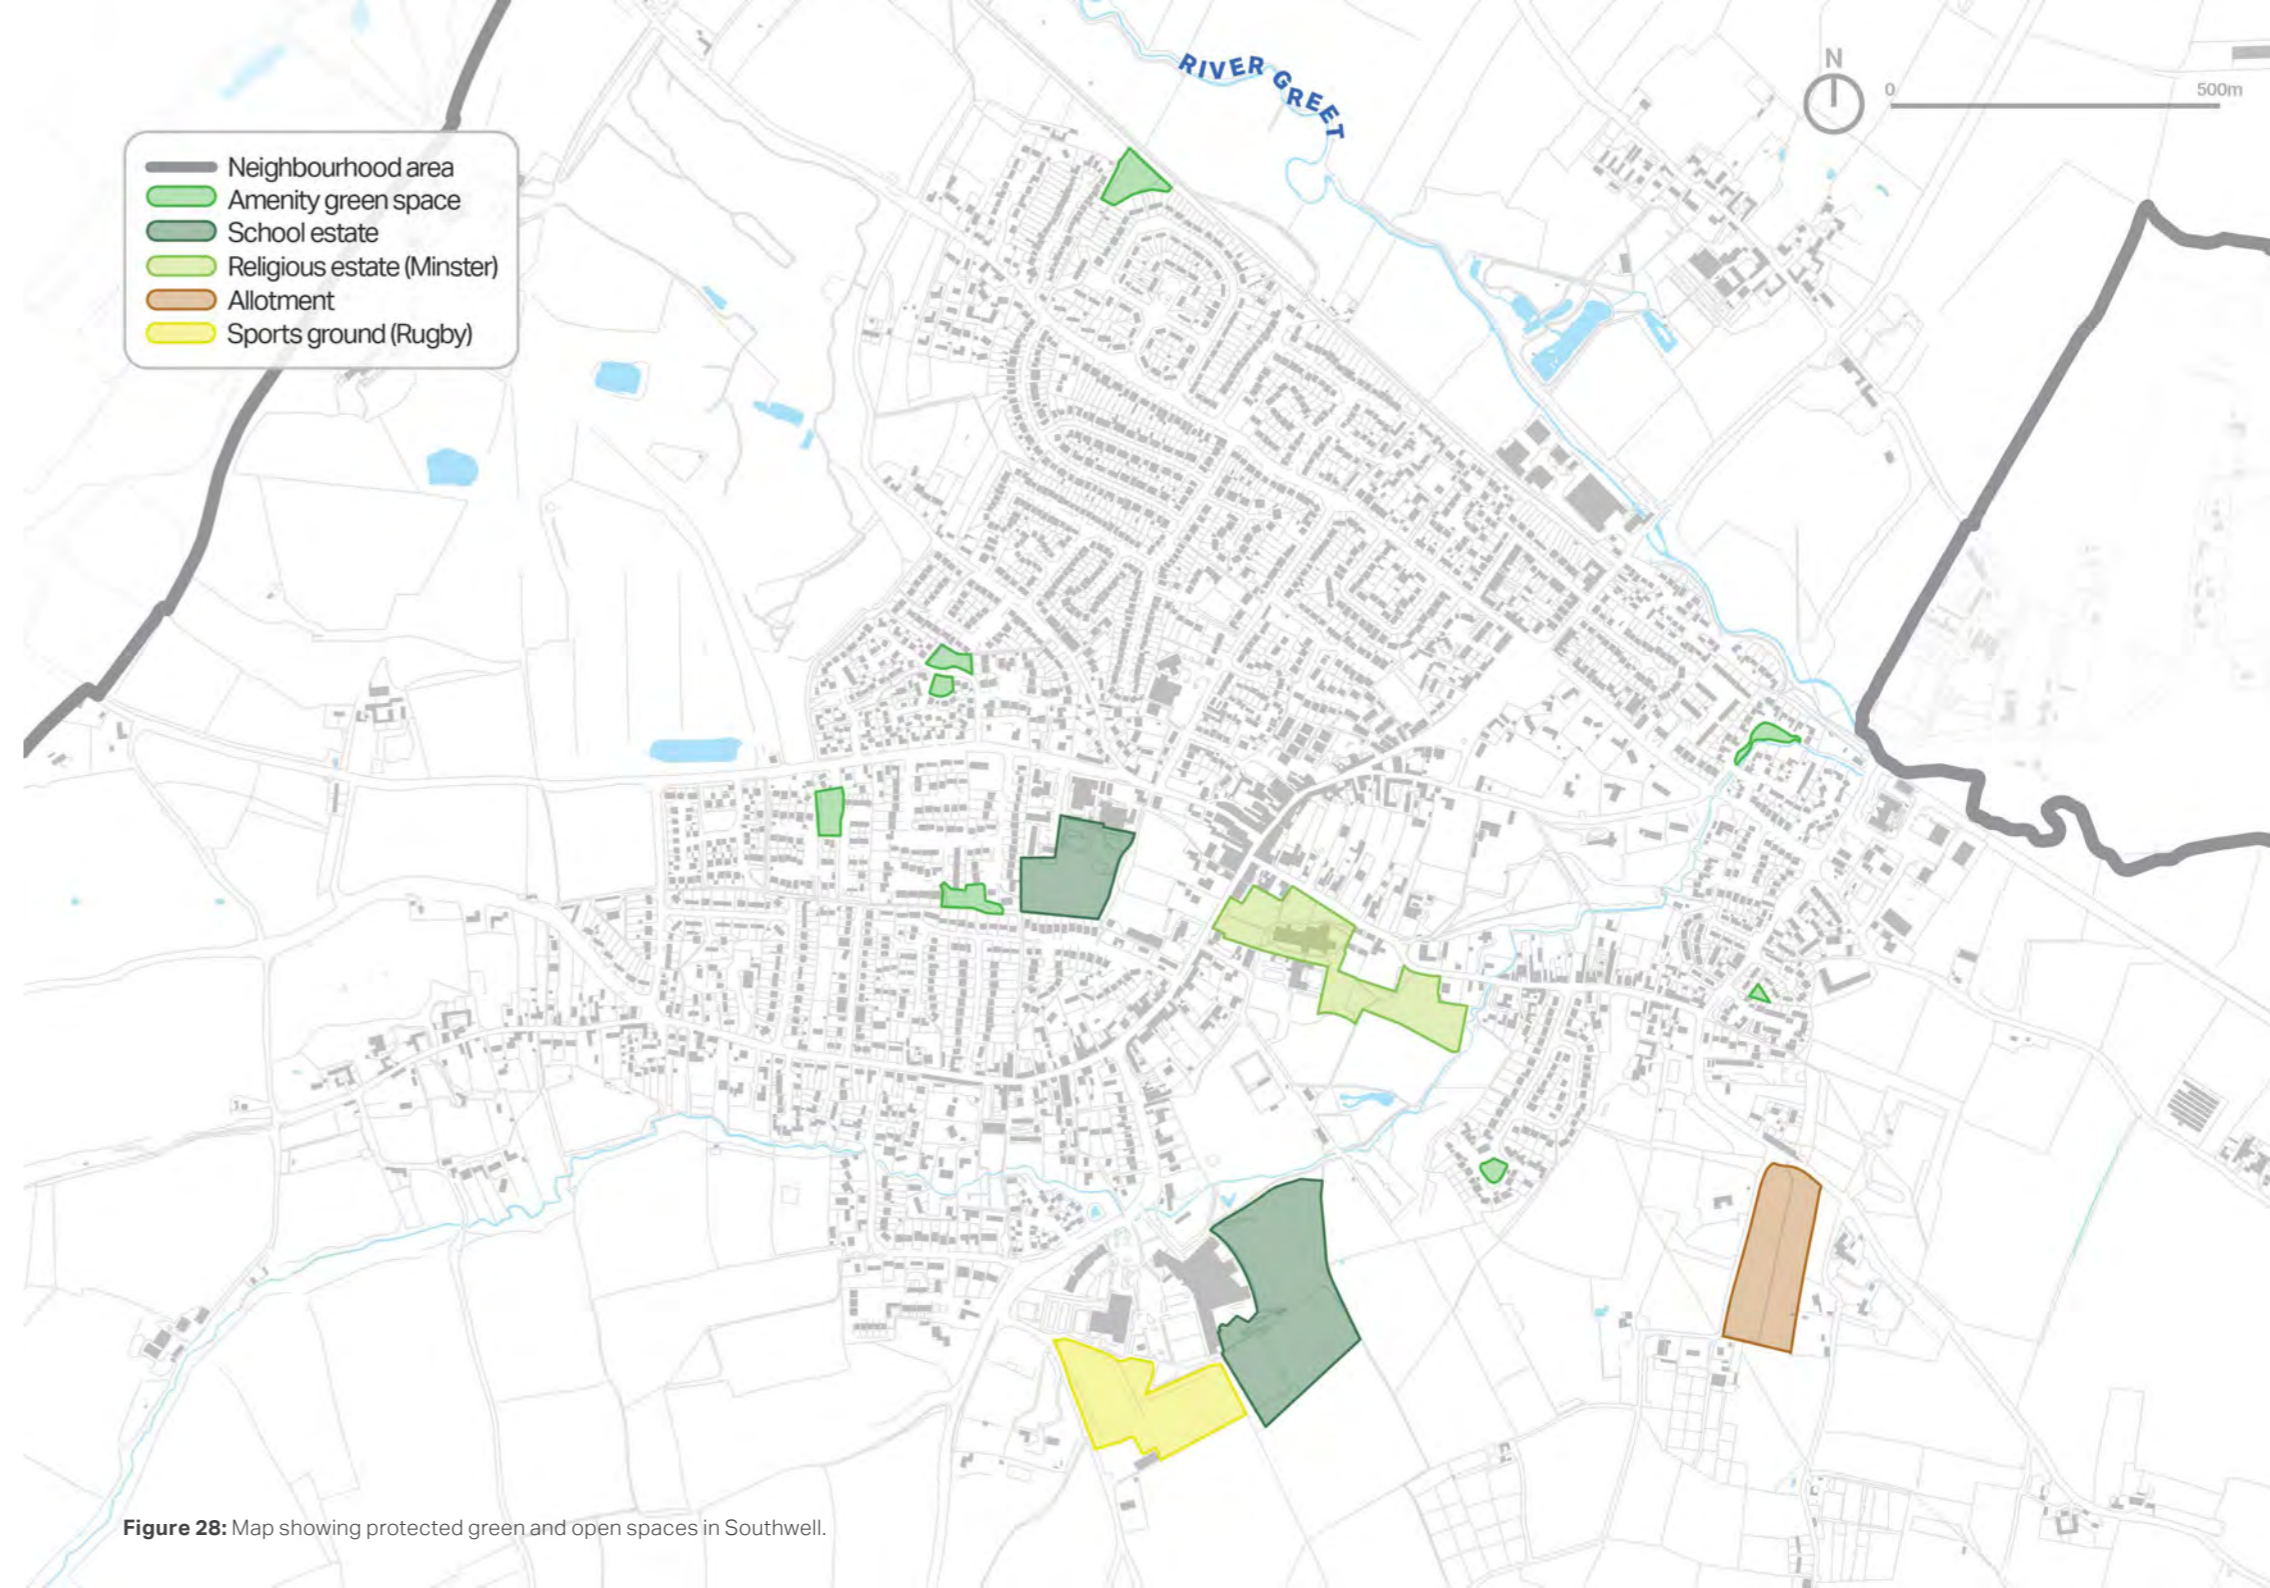 RIVER GREET
N
0 500m
Neighbourhood area
Amenity green space
School estate
Religious estate (Minster)
Allotment
Sports ground (Rugby)
Figure 28: Map showing protected green and open spaces in Southwell.